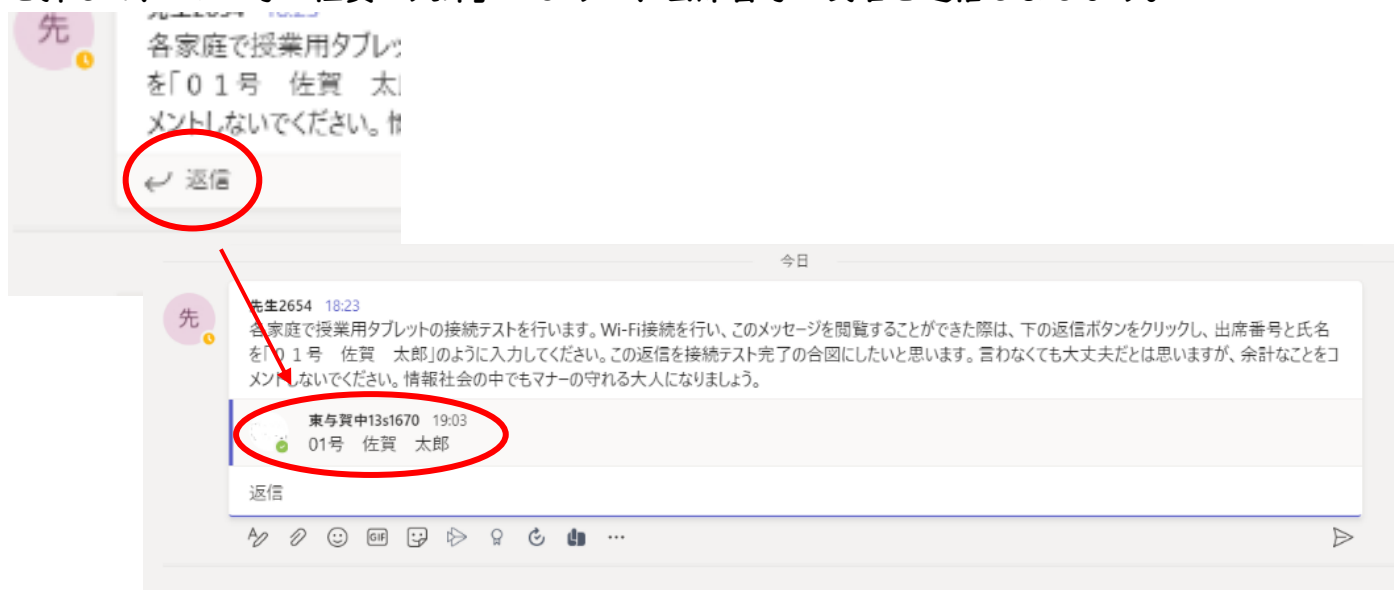 先
各家庭で授業用タブレッ
を「０１号　佐賀　太
メントしないでください。
返信
今日
先
先生2654 18:23
各家庭で授業用タブレットの接続テストを行います。Wi-Fi接続を行い、このメッセージを閲覧することができた際は、下の返信ボタンをクリックし、出席番号と氏名
を「０１号　佐賀　太郎」のように入力してください。この返信を接続テスト完了の合図にしたいと思います。言わなくても大丈夫だとは思いますが、余計なことをコ
メントしないでください。情報社会の中でもマナーの守れる大人になりましょう。
東与賀中13s1670 19:03
01号　佐賀　太郎
返信
GIF